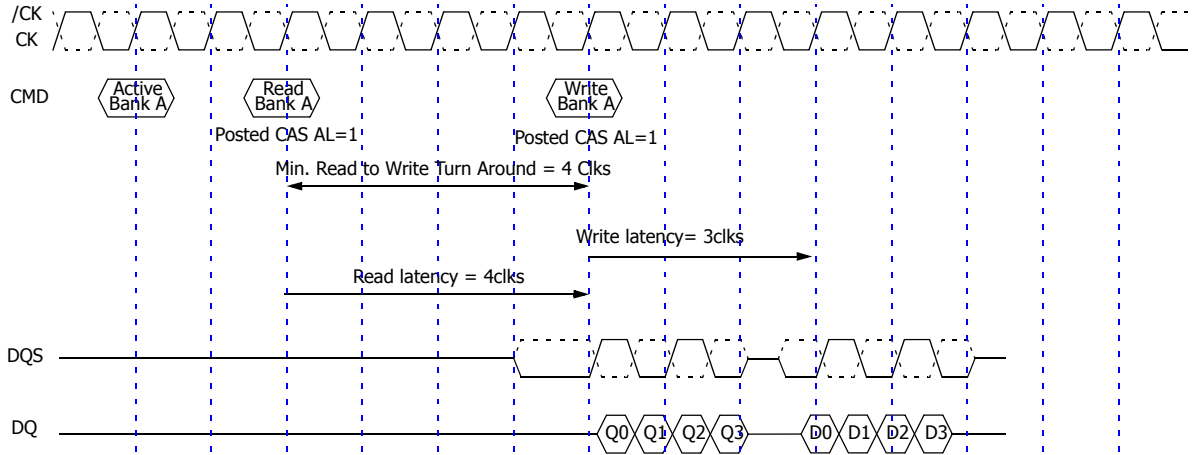 /CK
CK
CMD
Active
Bank A
Read
Bank A
Write
Bank A
Posted CAS AL=1
Posted CAS AL=1
Min. Read to Write Turn Around = 4 Clks
Write latency= 3clks
Read latency = 4clks
DQS
DQ
Q0 Q1 Q2 Q3 D0 D1 D2 D3